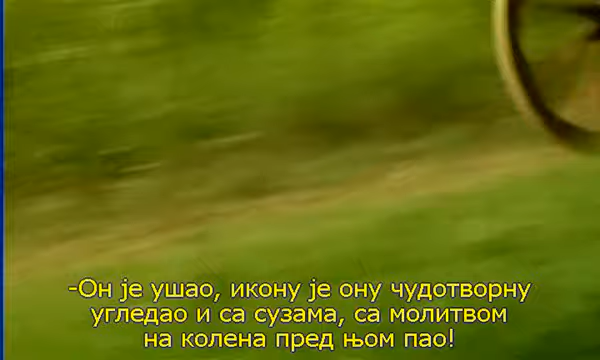 -Он је ушао, икону је ону чудотворну
угледао и са сузама, са молитвом
на колена пред њом пао!